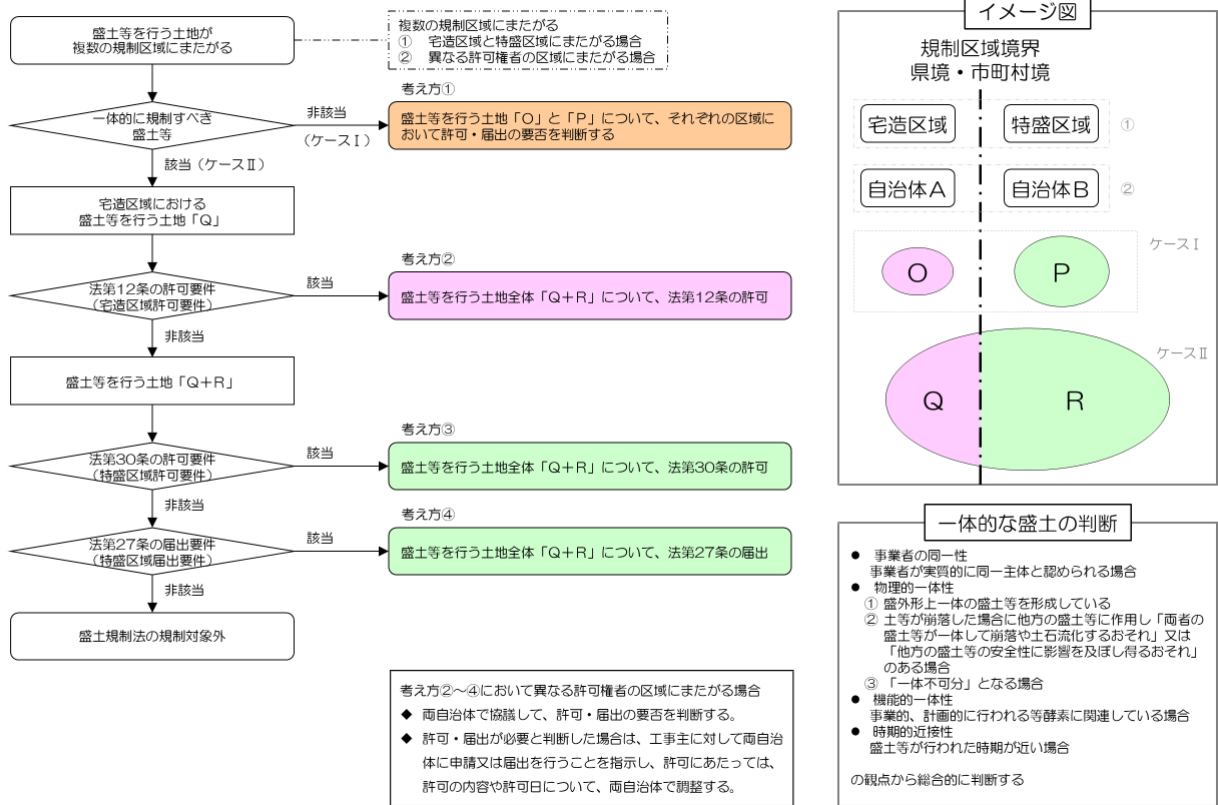 盛土等を行う土地が
複数の規制区域にまたがる
複数の規制区域にまたがる
① 宅造区域と特盛区域にまたがる場合
② 異なる許可権者の区域にまたがる場合
一体的に規制すべき
盛土等
非該当
(ケースⅠ)
考え方①
盛土等を行う土地「O」と「P」について、それぞれの区域に
おいて許可・届出の要否を判断する
該当(ケースⅡ)
宅造区域における
盛土等を行う土地「Q」
法第12条の許可要件
(宅造区域許可要件)
該当
考え方②
盛土等を行う土地全体「Q+R」について、法第12条の許可
非該当
盛土等を行う土地「Q+R」
法第30条の許可要件
(特盛区域許可要件)
該当
考え方③
盛土等を行う土地全体「Q+R」について、法第30条の許可
非該当
法第27条の届出要件
(特盛区域届出要件)
該当
考え方④
盛土等を行う土地全体「Q+R」について、法第27条の届出
非該当
盛土規制法の規制対象外
考え方②~④において異なる許可権者の区域にまたがる場合
◆ 両自治体で協議して、許可・届出の要否を判断する。
◆ 許可・届出が必要と判断した場合は、工事主に対して両自治
体に申請又は届出を行うことを指示し、許可にあたっては、
許可の内容や許可日について、両自治体で調整する。
イメージ図
規制区域境界
県境・市町村境
宅造区域
特盛区域
①
自治体A
自治体B
②
ケースⅠ
O
P
ケースⅡ
Q
R
一体的な盛土の判断
● 事業者の同一性
事業者が実質的に同一主体と認められる場合
● 物理的一体性
① 盛外形上一体の盛土等を形成している
② 土等が崩落した場合に他方の盛土等に作用し「両者の
盛土等が一体して崩落や土石流化するおそれ」又は
「他方の盛土等の安全性に影響を及ぼし得るおそれ」
のある場合
③ 「一体不可分」となる場合
● 機能的一体性
事業的、計画的に行われる等酵素に関連している場合
● 時期的近接性
盛土等が行われた時期が近い場合
の観点から総合的に判断する